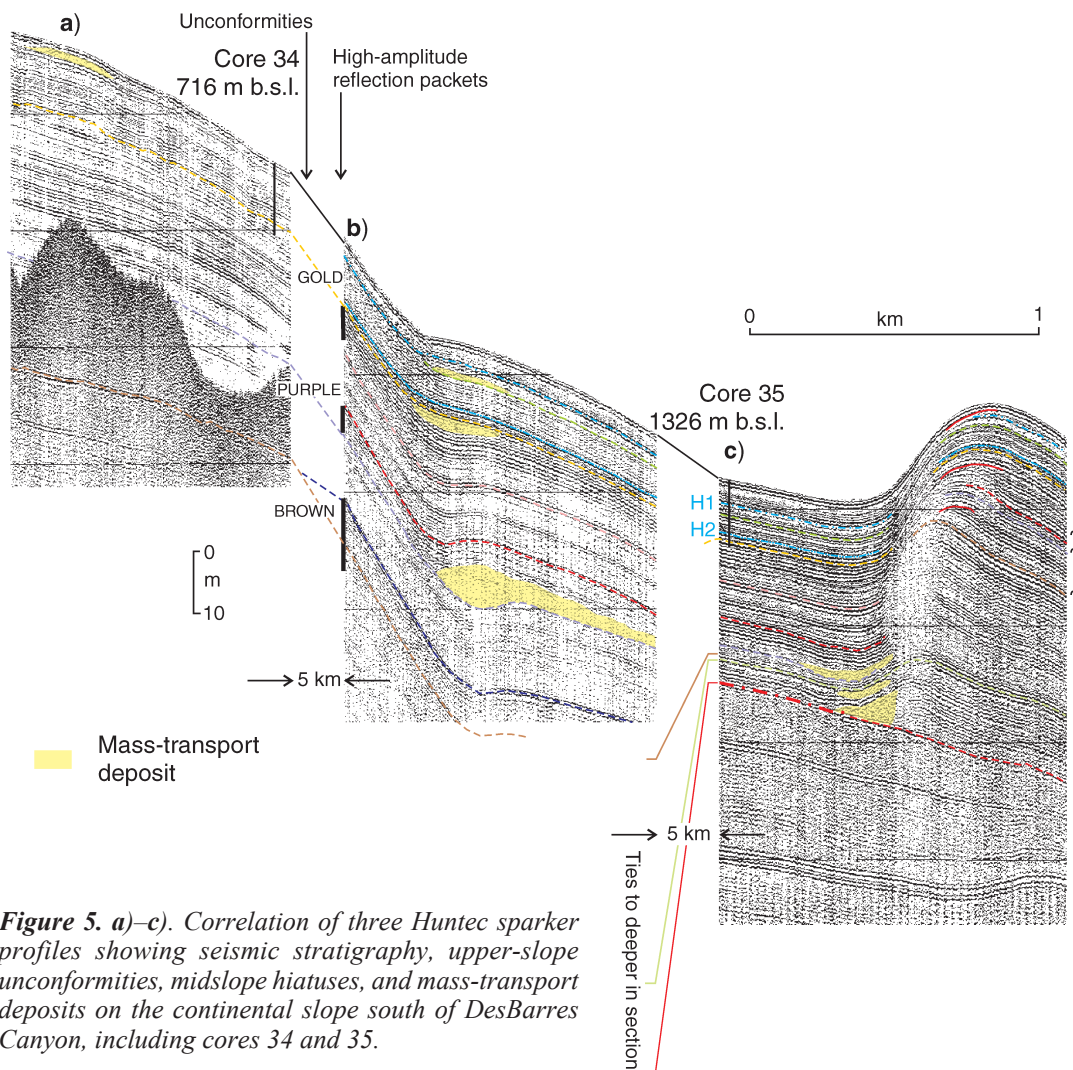 a)
Unconformities
Core 34
716 m b.s.l.
High-amplitude
reflection packets
b)
GOLD
PURPLE
BROWN
0
km
1
Core 35
1326 m b.s.l.
c)
H1
H2
0
m
10
5 km
Mass-transport
deposit
5 km
Ties to deeper in section
Figure 5. a)–c). Correlation of three Huntec sparker
profiles showing seismic stratigraphy, upper-slope
unconformities, midslope hiatuses, and mass-transport
deposits on the continental slope south of DesBarres
Canyon, including cores 34 and 35.